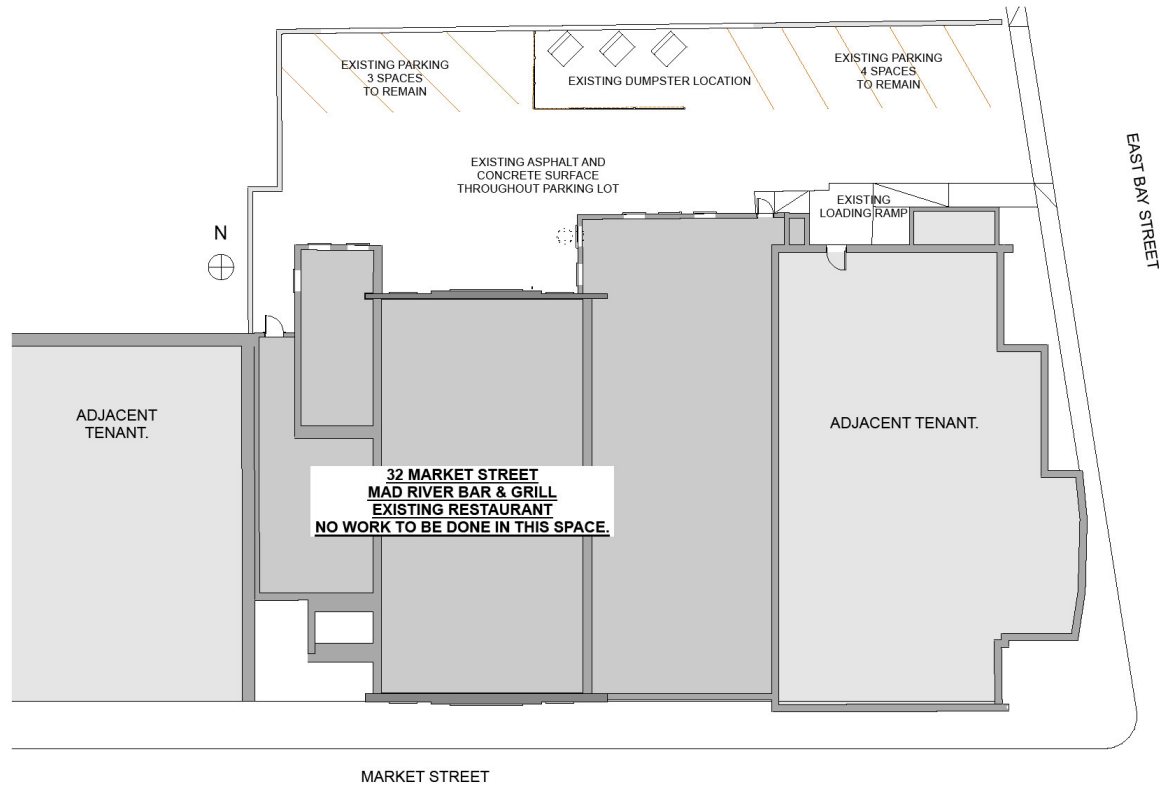 EXISTING PARKING
3 SPACES
TO REMAIN
EXISTING DUMPSTER LOCATION
EXISTING PARKING
4 SPACES
TO REMAIN
EAST BAY STREET
EXISTING ASPHALT AND
CONCRETE SURFACE
THROUGHOUT PARKING LOT
EXISTING
LOADING RAMP
N
ADJACENT
TENANT.
ADJACENT TENANT.
32 MARKET STREET
MAD RIVER BAR & GRILL
EXISTING RESTAURANT
NO WORK TO BE DONE IN THIS SPACE.
MARKET STREET